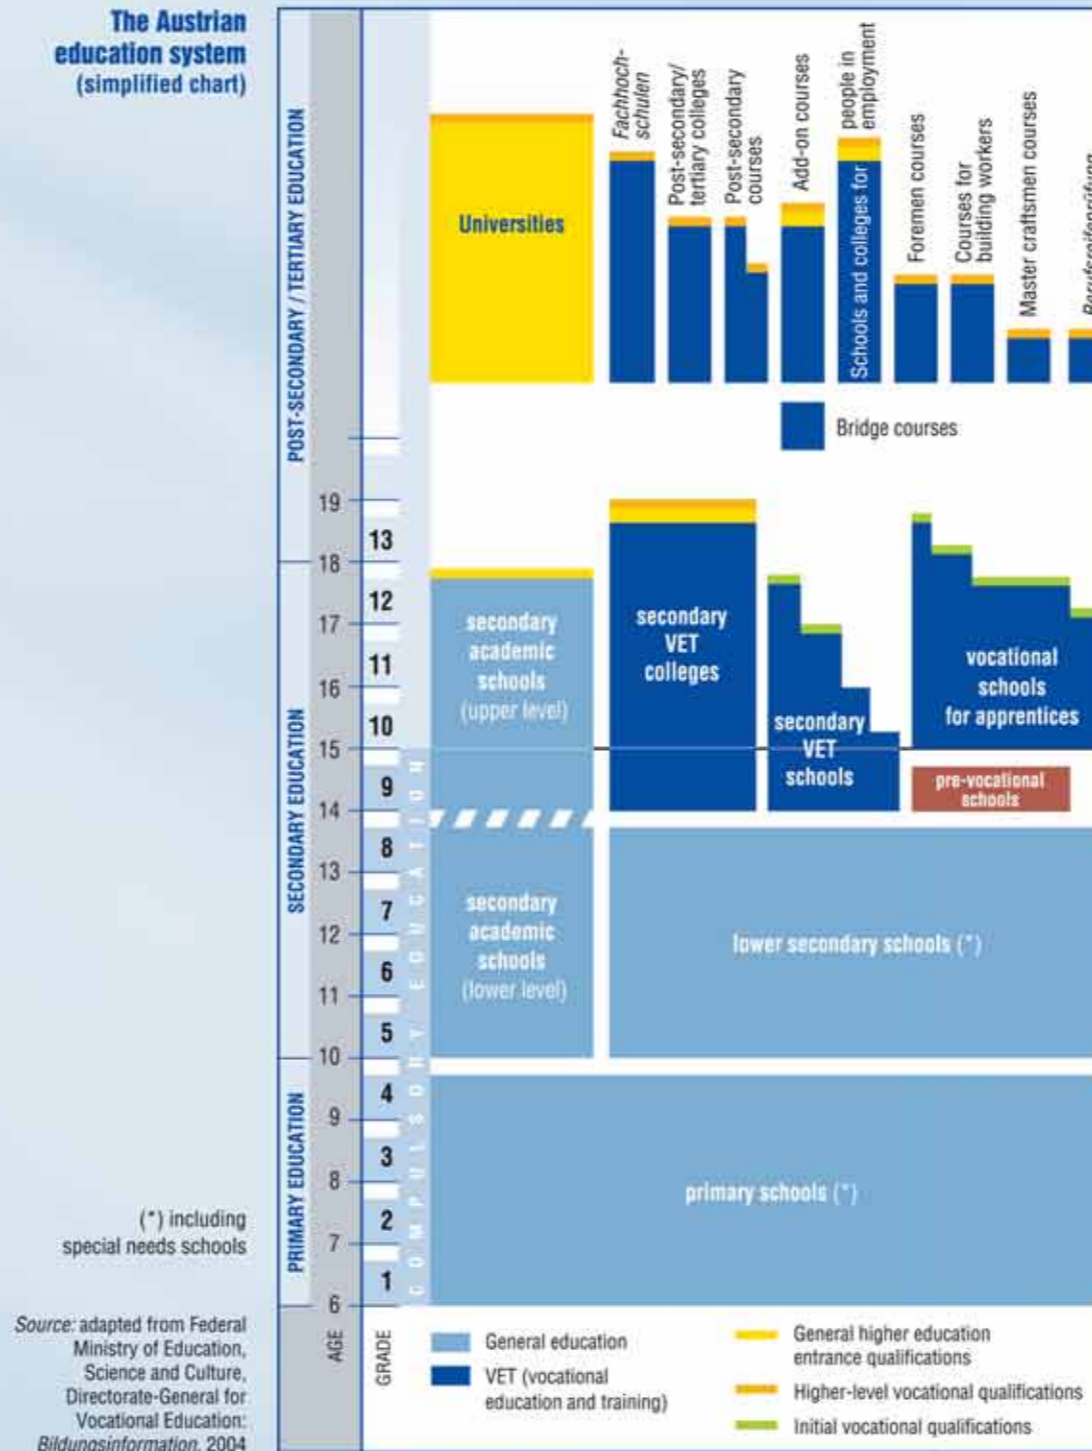 The Austrian
education system
(simplified chart)
POST-SECONDARY / TERTIARY EDUCATION
SECONDARY EDUCATION
PRIMARY EDUCATION
19
18
17
16
15
14
13
12
11
10
9
8
7
6
AGE
13
12
11
10
9
8
7
6
5
4
3
2
1
GRADE
COMPULSORY EDUCATION
Universities
Fachhoch-
schulen
Post-secondary/
tertiary colleges
Post-secondary
courses
Add-on courses
Schools and colleges for
people in
employment
Foremen courses
Courses for
building workers
Master craftsmen courses
Bridge courses
secondary
academic
schools
(upper level)
secondary
VET
colleges
secondary
VET
schools
vocational
schools
for apprentices
pre-vocational
schools
secondary
academic
schools
(lower level)
lower secondary schools (*)
primary schools (*)
(*) including
special needs schools
Source: adapted from Federal
Ministry of Education,
Science and Culture,
Directorate-General for
Vocational Education:
Bildungsinformation, 2004
General education
VET (vocational
education and training)
General higher education
entrance qualifications
Higher-level vocational qualifications
Initial vocational qualifications